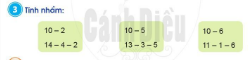 3 Tính nhẩm:
10 – 2
14 – 4 – 2
10 – 5
13 – 3 – 5
10 – 6
11 – 1 – 6
Cánh Diều